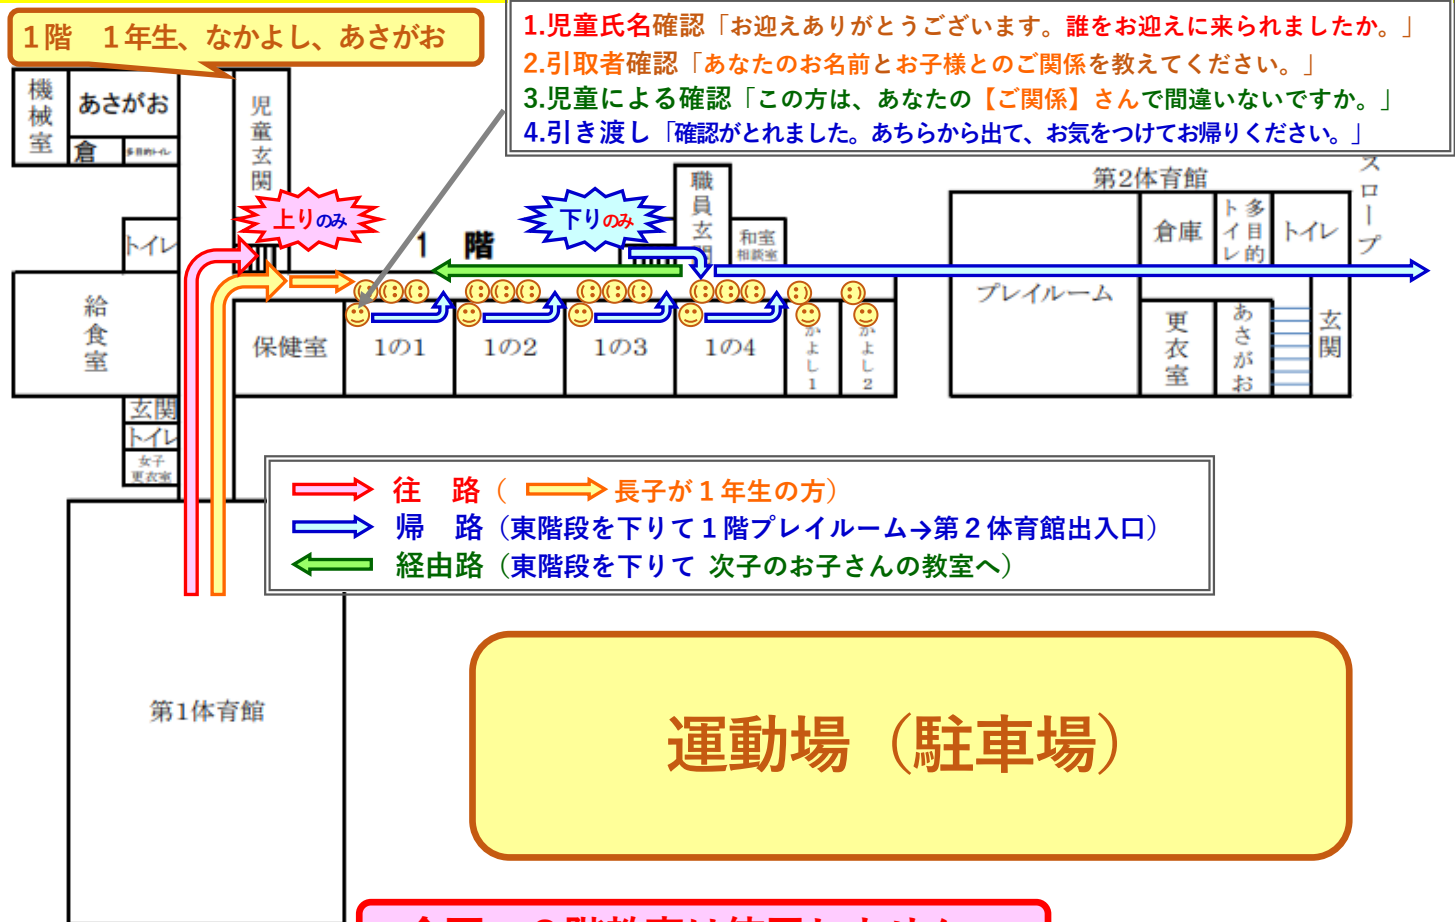 1階　1年生、なかよし、あさがお
1.児童氏名確認「お迎えありがとうございます。誰をお迎えに来られましたか。」
2.引取者確認「あなたのお名前とお子様とのご関係を教えてください。」
3.児童による確認「この方は、あなたの【ご関係】さんで間違いないですか。」
4.引き渡し「確認がとれました。あちらから出て、お気をつけてお帰りください。」
機械室
あさがお
倉
多目的トイレ
児童玄関
上りのみ
1　階
下りのみ
職員玄関
和室
相談室
第2体育館
スロープ
倉庫
多目的トイレ
トイレ
トイレ
給食室
保健室
1の1
1の2
1の3
1の4
かよし1
かよし2
プレイルーム
更衣室
あさがお
玄関
玄関
トイレ
女子
更衣室
往　路（　長子が1年生の方）
帰　路（東階段を下りて1階プレイルーム→第2体育館出入口）
経由路（東階段を下りて 次子のお子さんの教室へ）
第1体育館
運動場（駐車場）